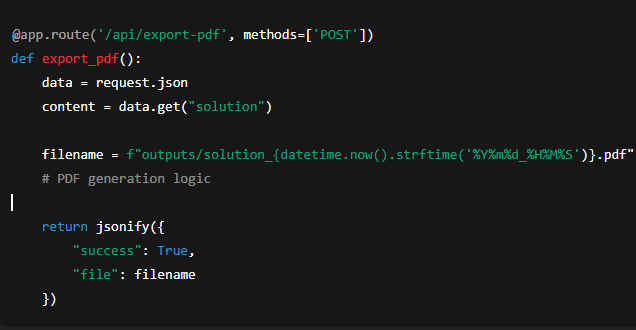 @app.route('/api/export-pdf', methods=['POST'])
def export_pdf():
    data = request.json
    content = data.get("solution")

    filename = f"outputs/solution_{datetime.now().strftime('%Y%m%d_%H%M%S')}.pdf"
    # PDF generation logic

    return jsonify({
        "success": True,
        "file": filename
    })